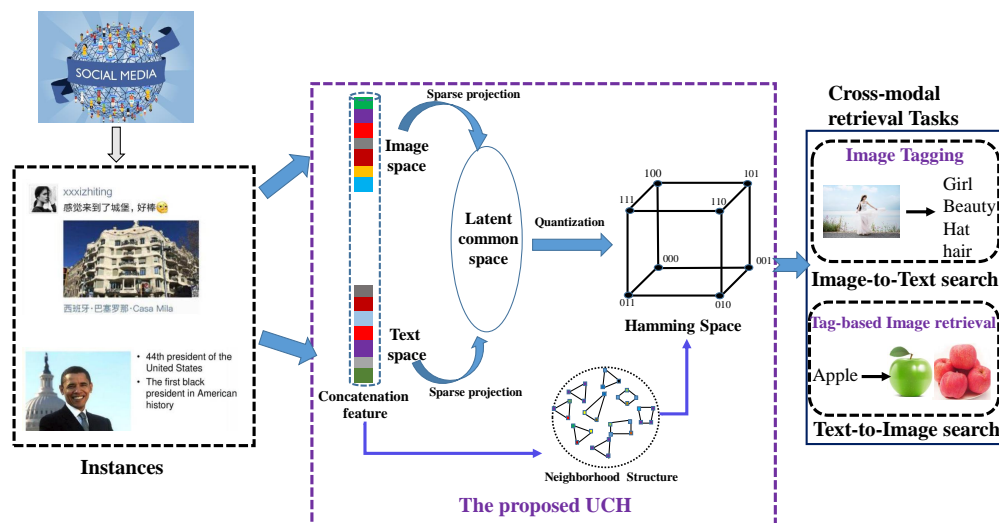 SOCIAL MEDIA
xxxizhiting
感觉来到了城堡，好棒
西班牙·巴塞罗那·Casa Mila
• 44th president of the
United States
• The first black
president in American
history
Instances
Sparse projection
Image
space
Text
space
Sparse projection
Concatenation
feature
Latent
common
space
Quantization
100
101
111
110
000
001
011
010
Hamming Space
Neighborhood Structure
The proposed UCH
Cross-modal
retrieval Tasks
Image Tagging
Girl
Beauty
Hat
hair
Image-to-Text search
Tag-based Image retrieval
Apple
Text-to-Image search